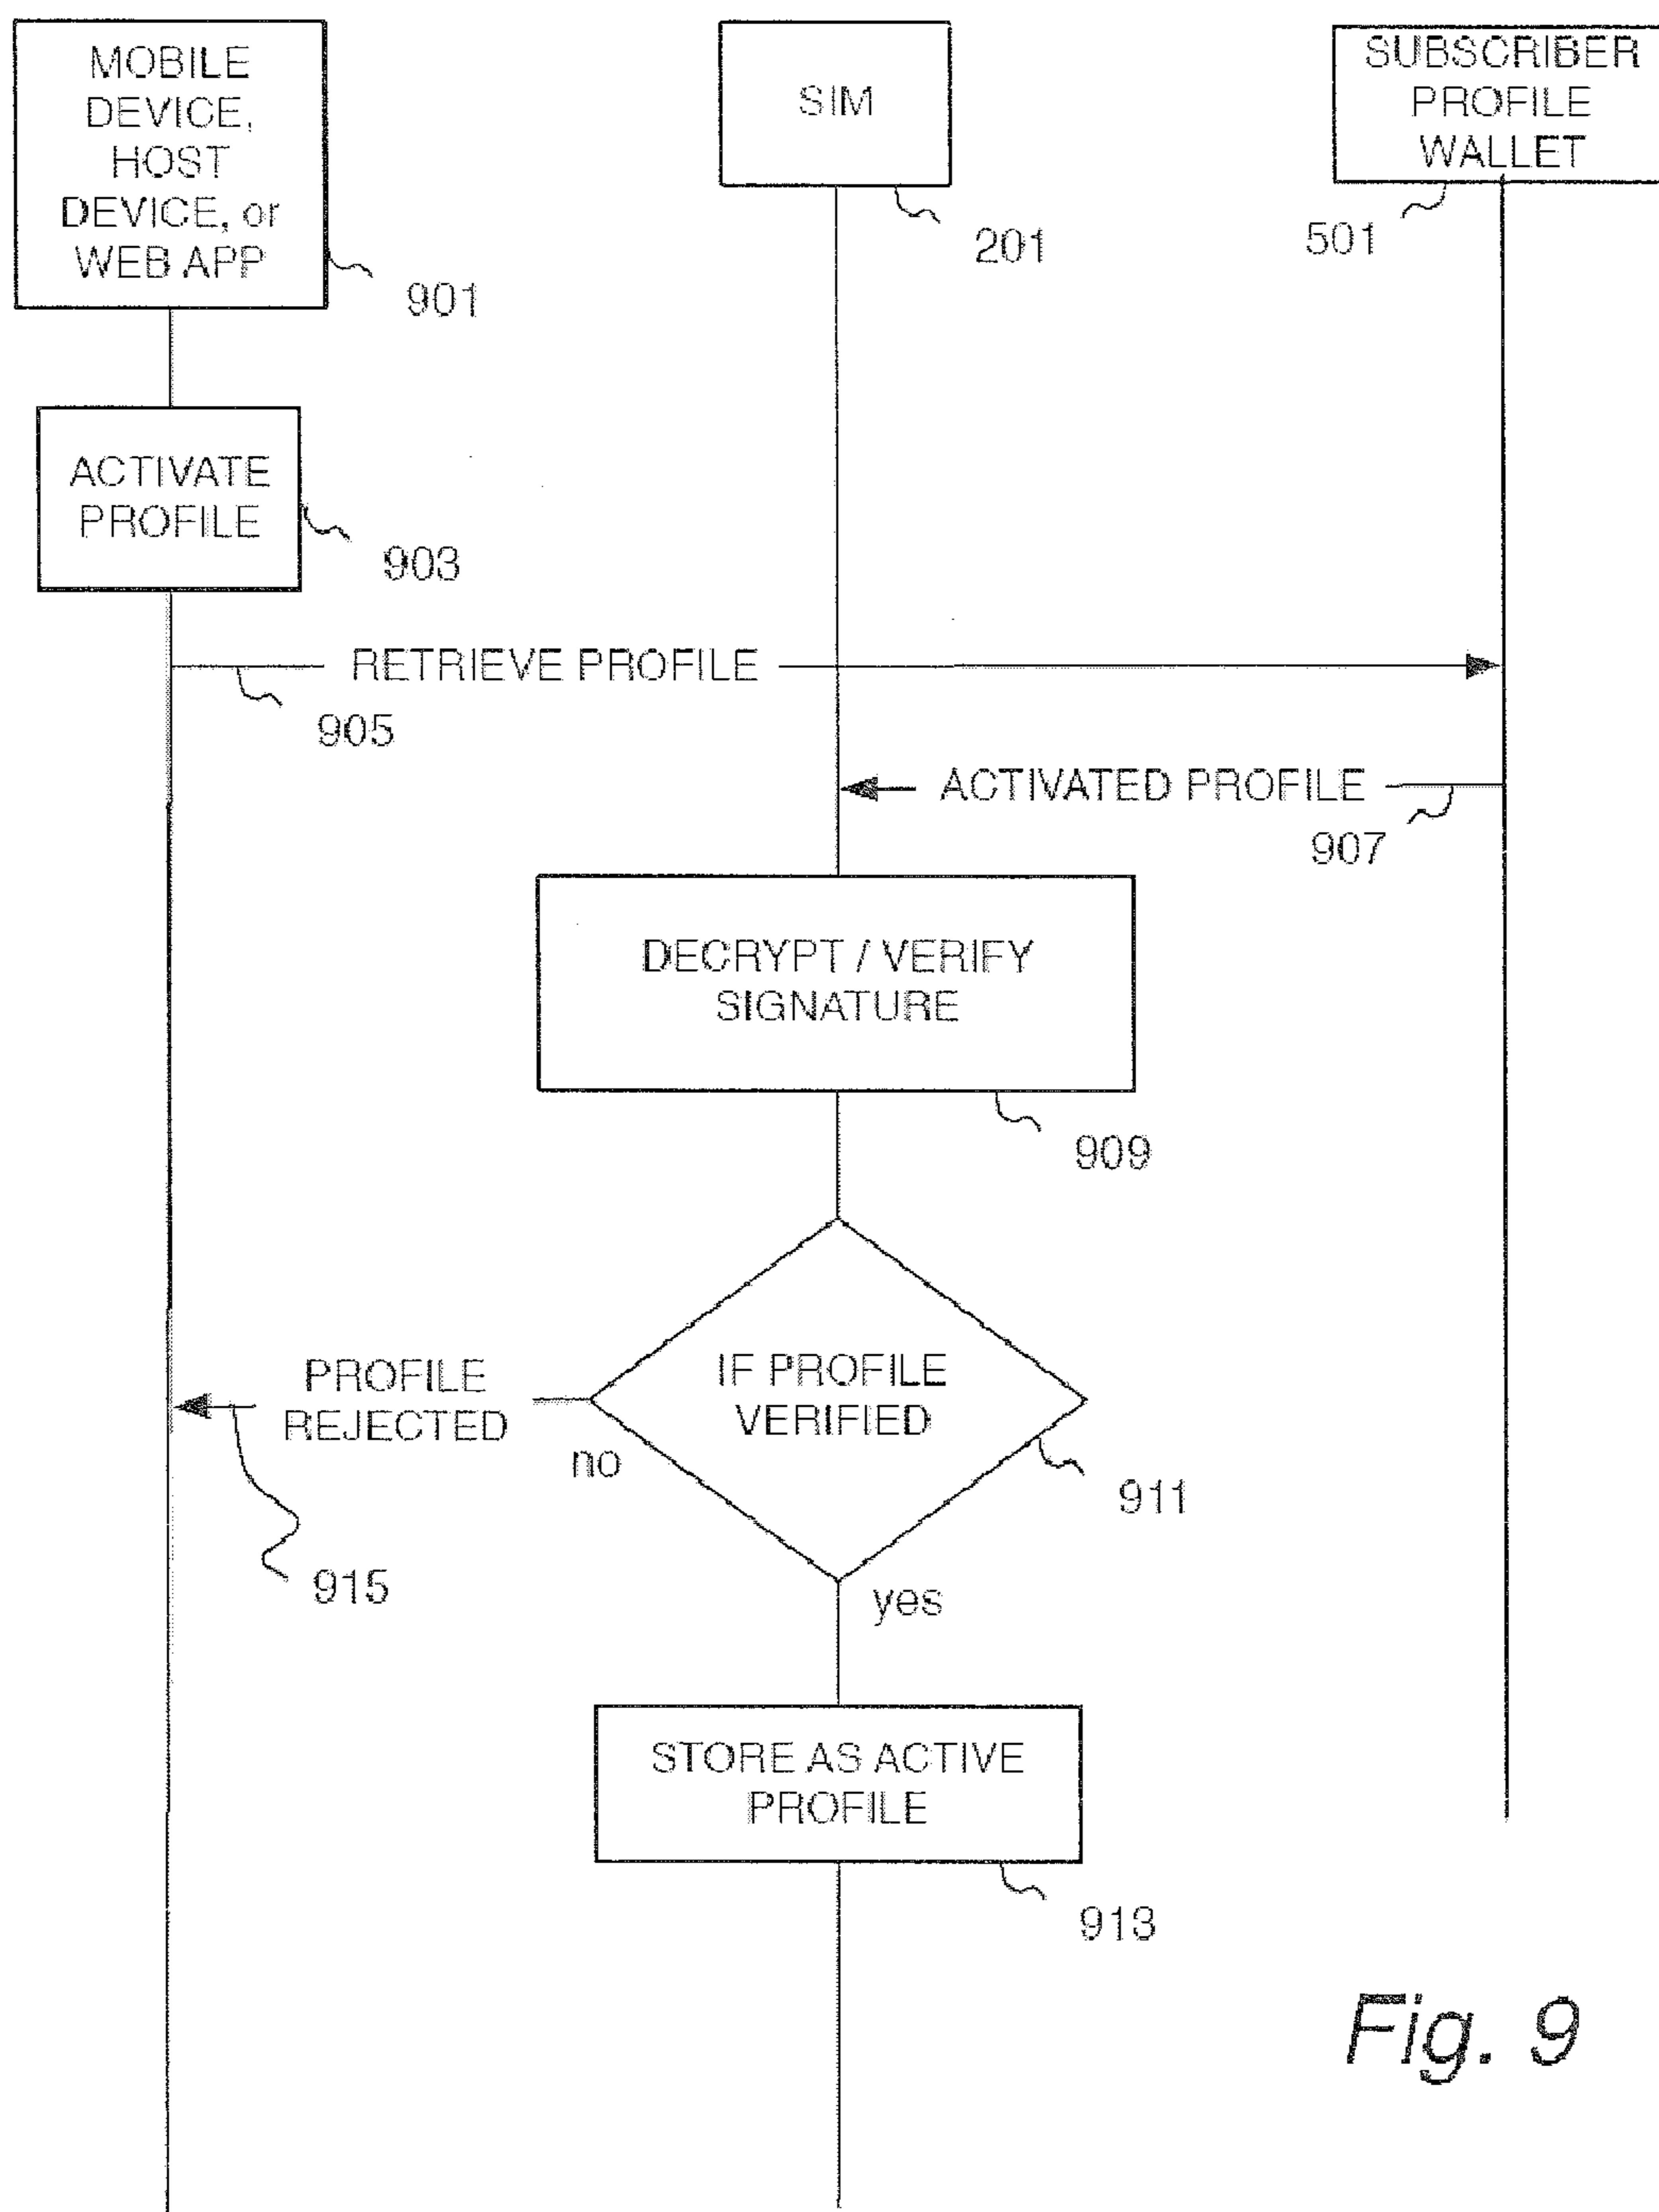 MOBILE
DEVICE,
HOST
DEVICE, or
WEB APP
901
SIM
201
SUBSCRIBER
PROFILE
WALLET
501
ACTIVATE
PROFILE
903
RETRIEVE PROFILE
905
ACTIVATED PROFILE
907
DECRYPT / VERIFY
SIGNATURE
909
IF PROFILE
VERIFIED
911
PROFILE
REJECTED
no
915
yes
STORE AS ACTIVE
PROFILE
913
Fig. 9